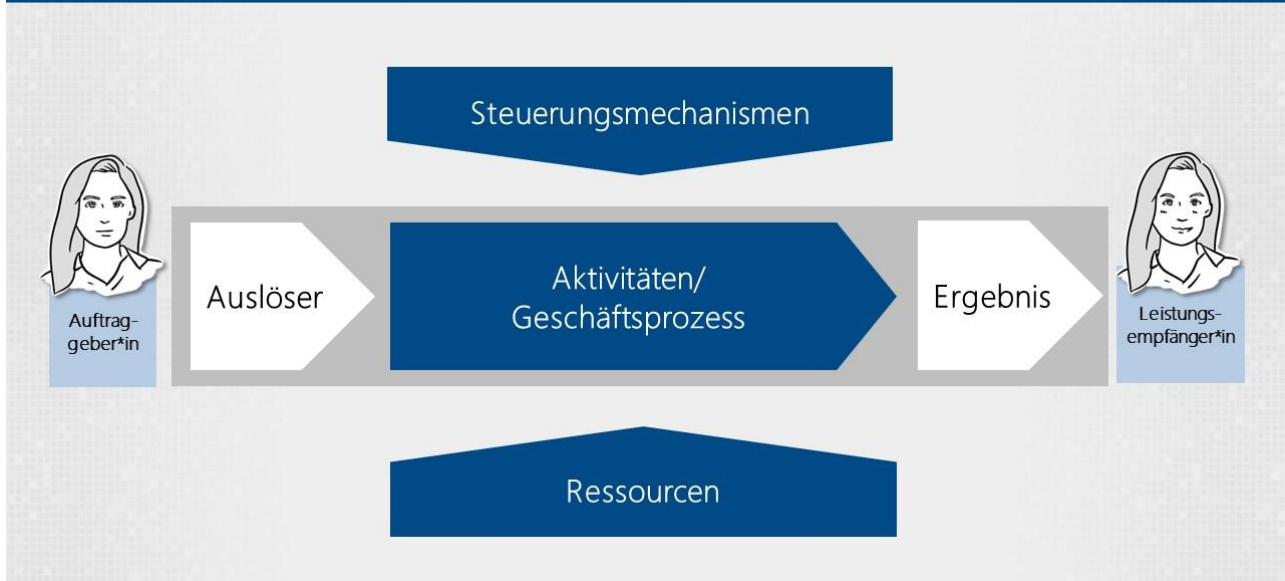 Steuerungsmechanismen
Auftrag-
geber*in
Auslöser
Aktivitäten/
Geschäftsprozess
Ergebnis
Leistungs-
empfänger*in
Ressourcen